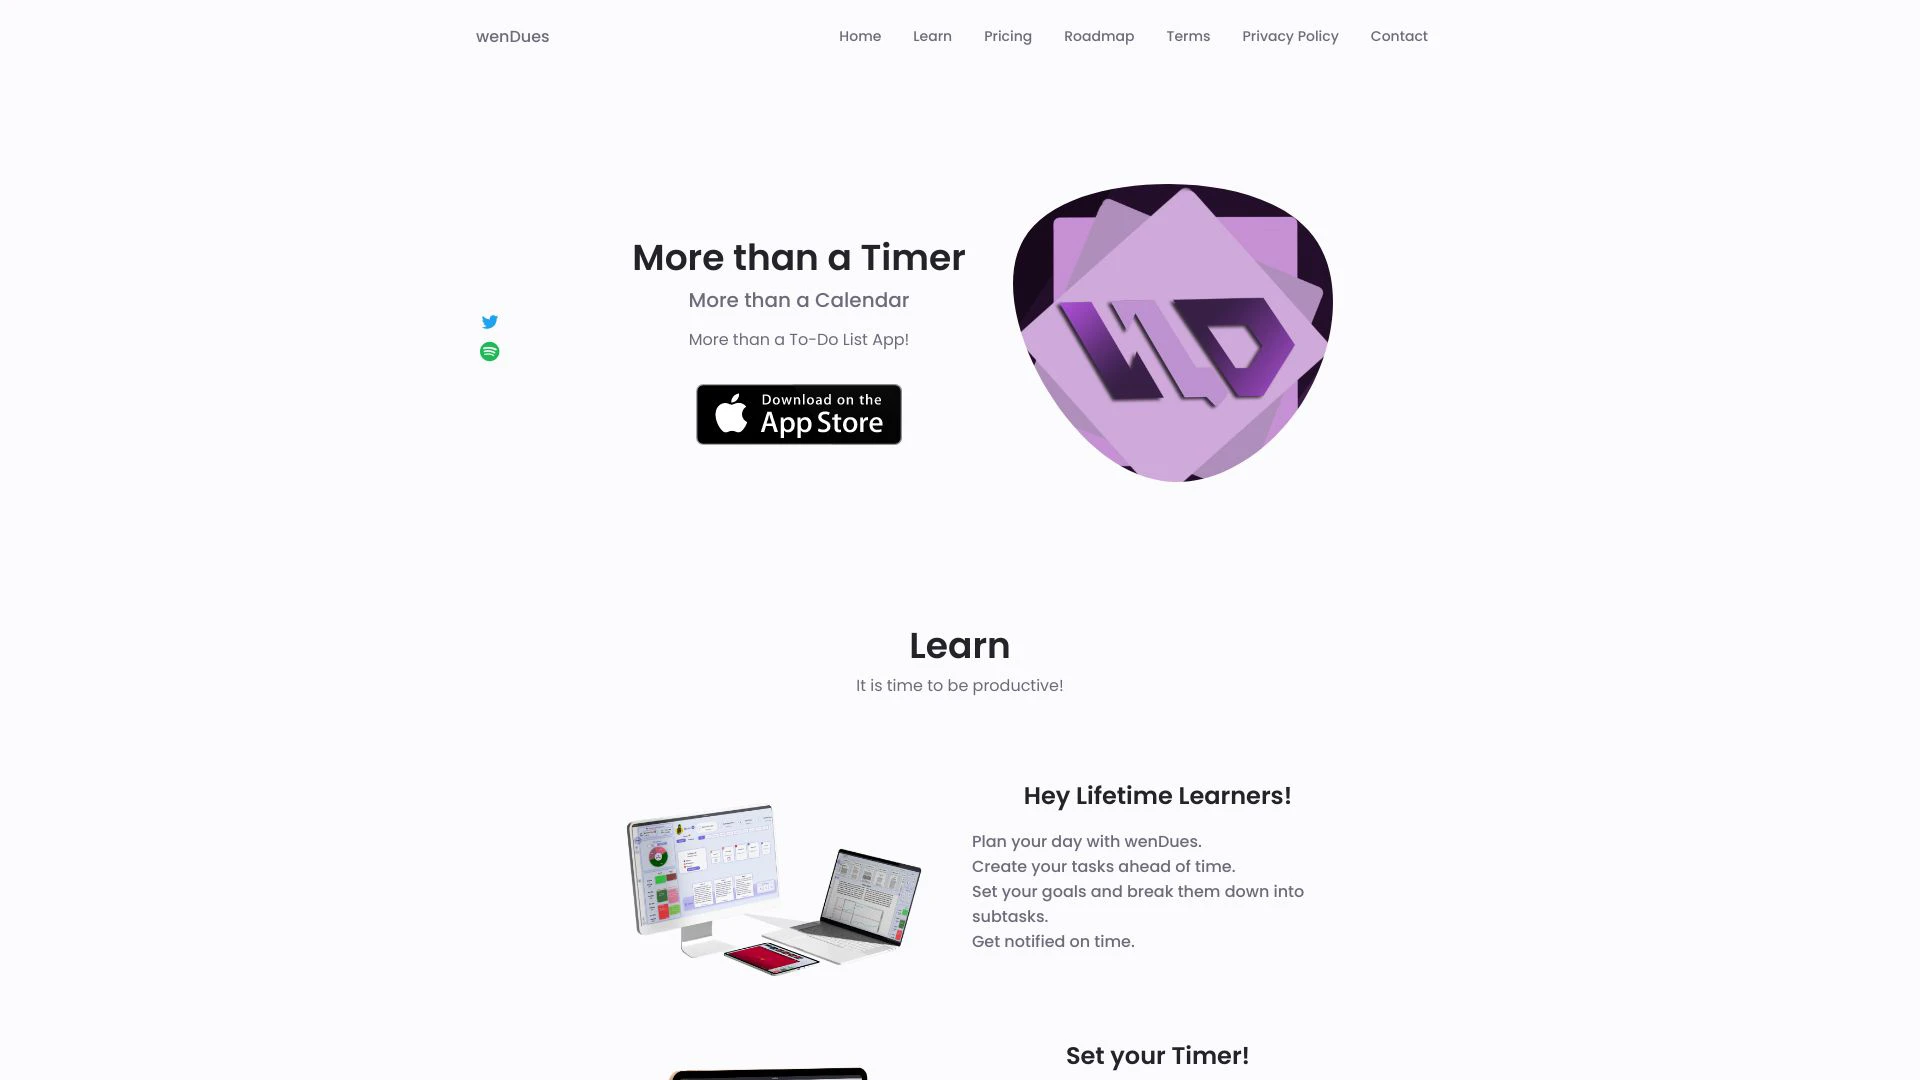 wenDues
Home
Learn
Pricing
Roadmap
Terms
Privacy Policy
Contact
More than a Timer
More than a Calendar
More than a To-Do List App!
Download on the
App Store
WD
Learn
It is time to be productive!
Hey Lifetime Learners!
Plan your day with wenDues.
Create your tasks ahead of time.
Set your goals and break them down into
subtasks.
Get notified on time.
Set your Timer!